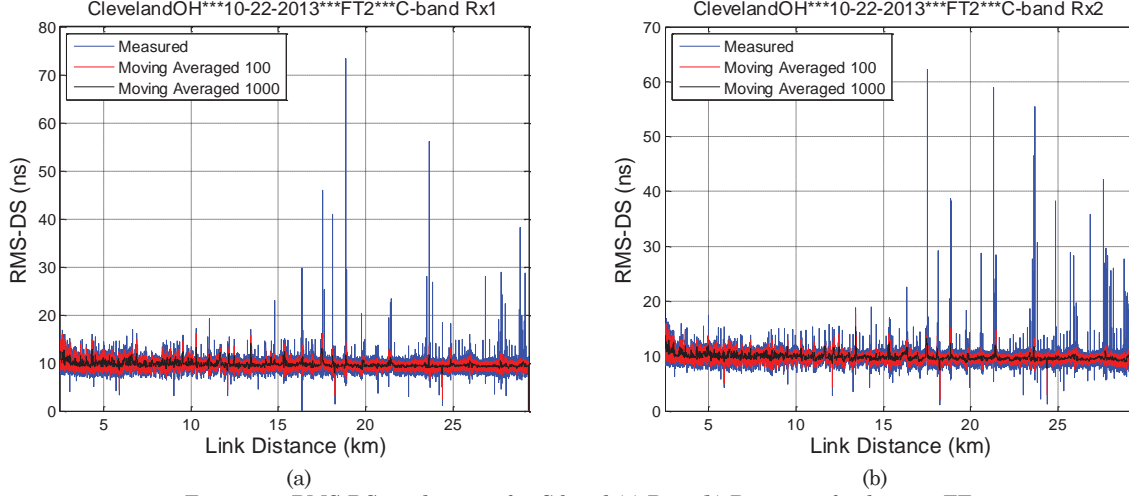 ClevelandOH***10-22-2013***FT2***C-band Rx1
80
70
60
50
40
30
20
10
0
RMS-DS (ns)
Measured
Moving Averaged 100
Moving Averaged 1000
5
10
15
20
25
Link Distance (km)
(a)
ClevelandOH***10-22-2013***FT2***C-band Rx2
70
60
50
40
30
20
10
0
RMS-DS (ns)
Measured
Moving Averaged 100
Moving Averaged 1000
5
10
15
20
25
Link Distance (km)
(b)